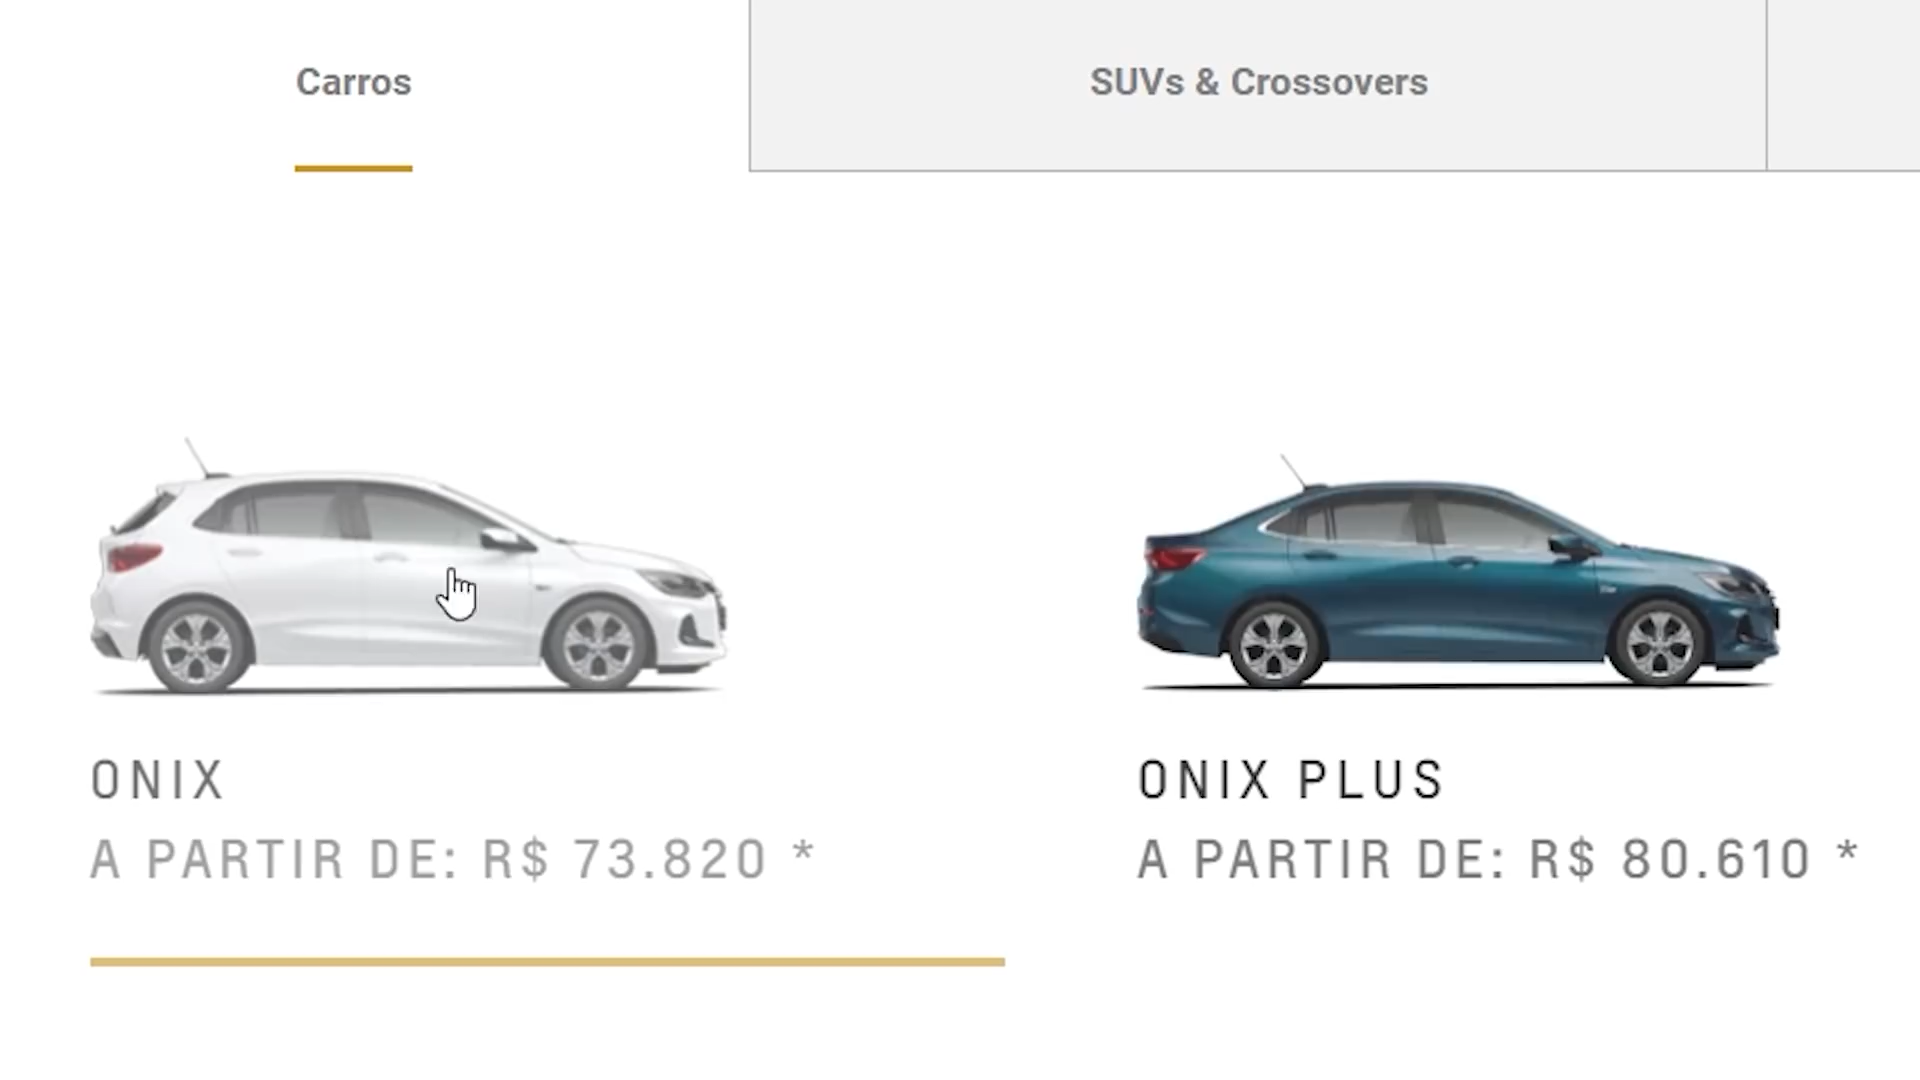 Carros
SUVs & Crossovers
ONIX
A PARTIR DE: R$ 73.820 *
ONIX PLUS
A PARTIR DE: R$ 80.610 *